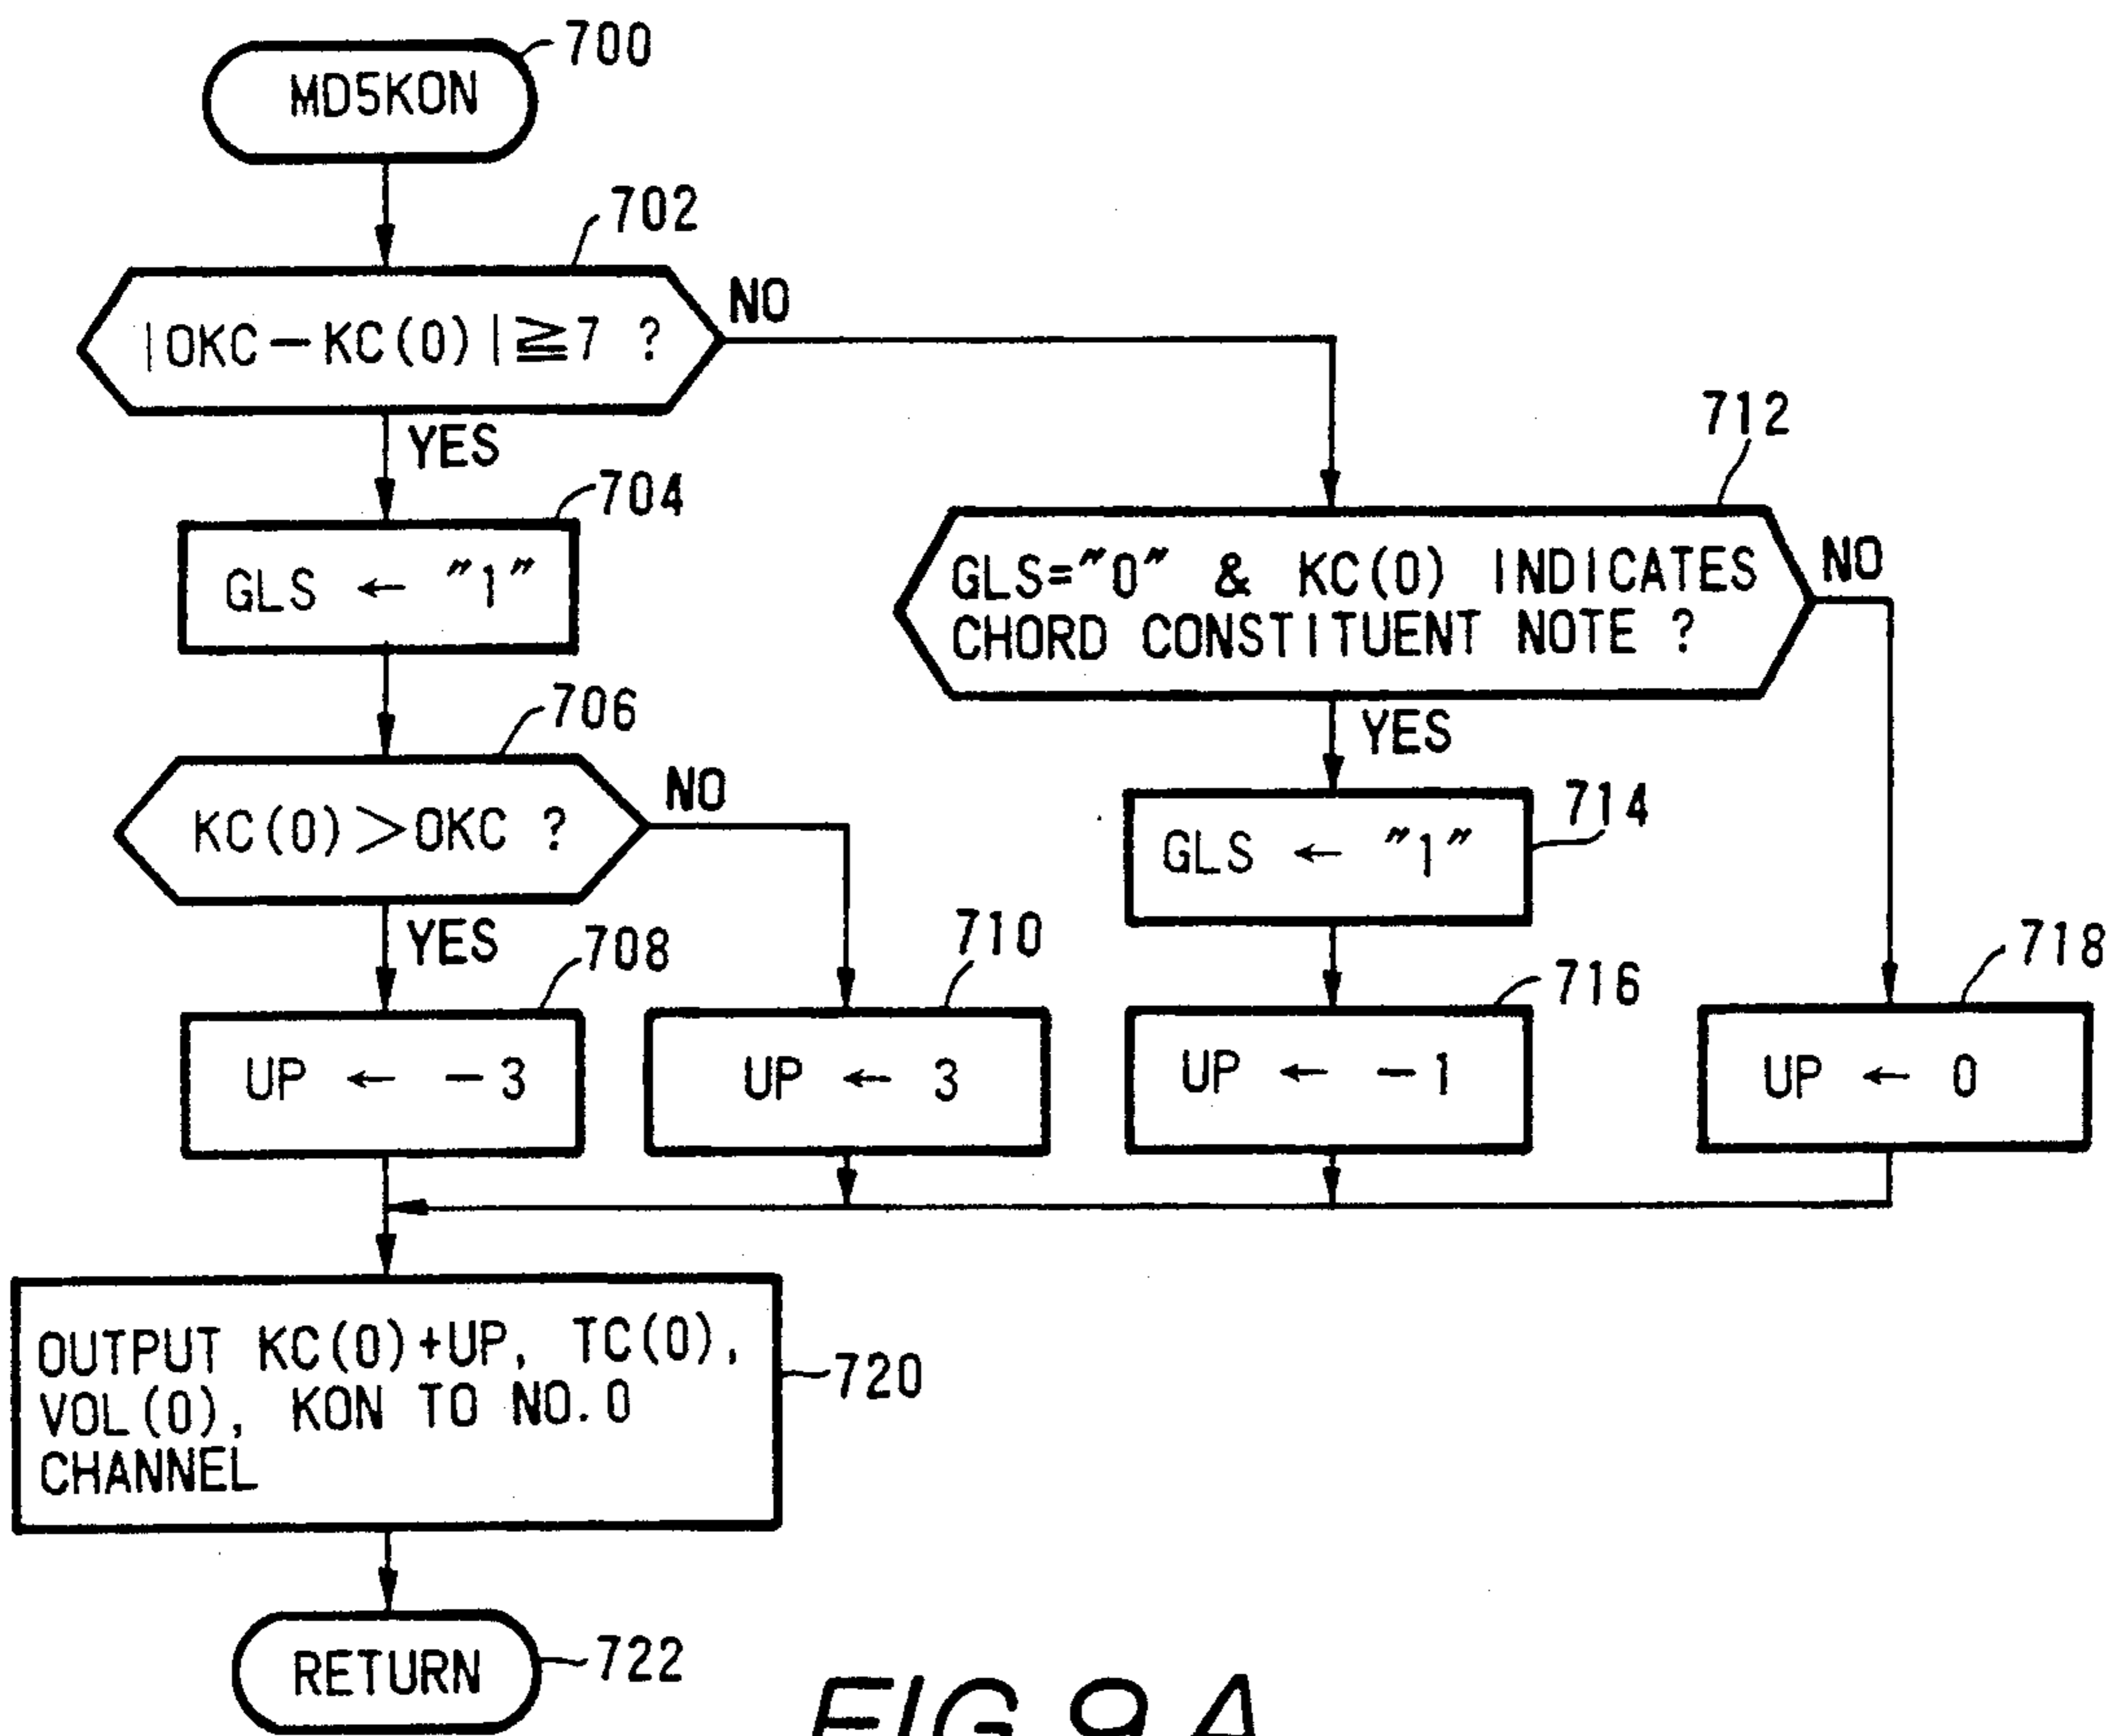 700
MD5KON
702
|OKC−KC(0)|≧7 ?
NO
YES
704
GLS ← "1"
706
KC(0)>OKC ?
NO
YES
708
UP ← −3
710
UP ← 3
712
GLS="0" & KC(0) INDICATES
CHORD CONSTITUENT NOTE ?
NO
YES
714
GLS ← "1"
716
UP ← −1
718
UP ← 0
720
OUTPUT KC(0)+UP, TC(0),
VOL(0), KON TO NO.0
CHANNEL
722
RETURN
FIG. 9A